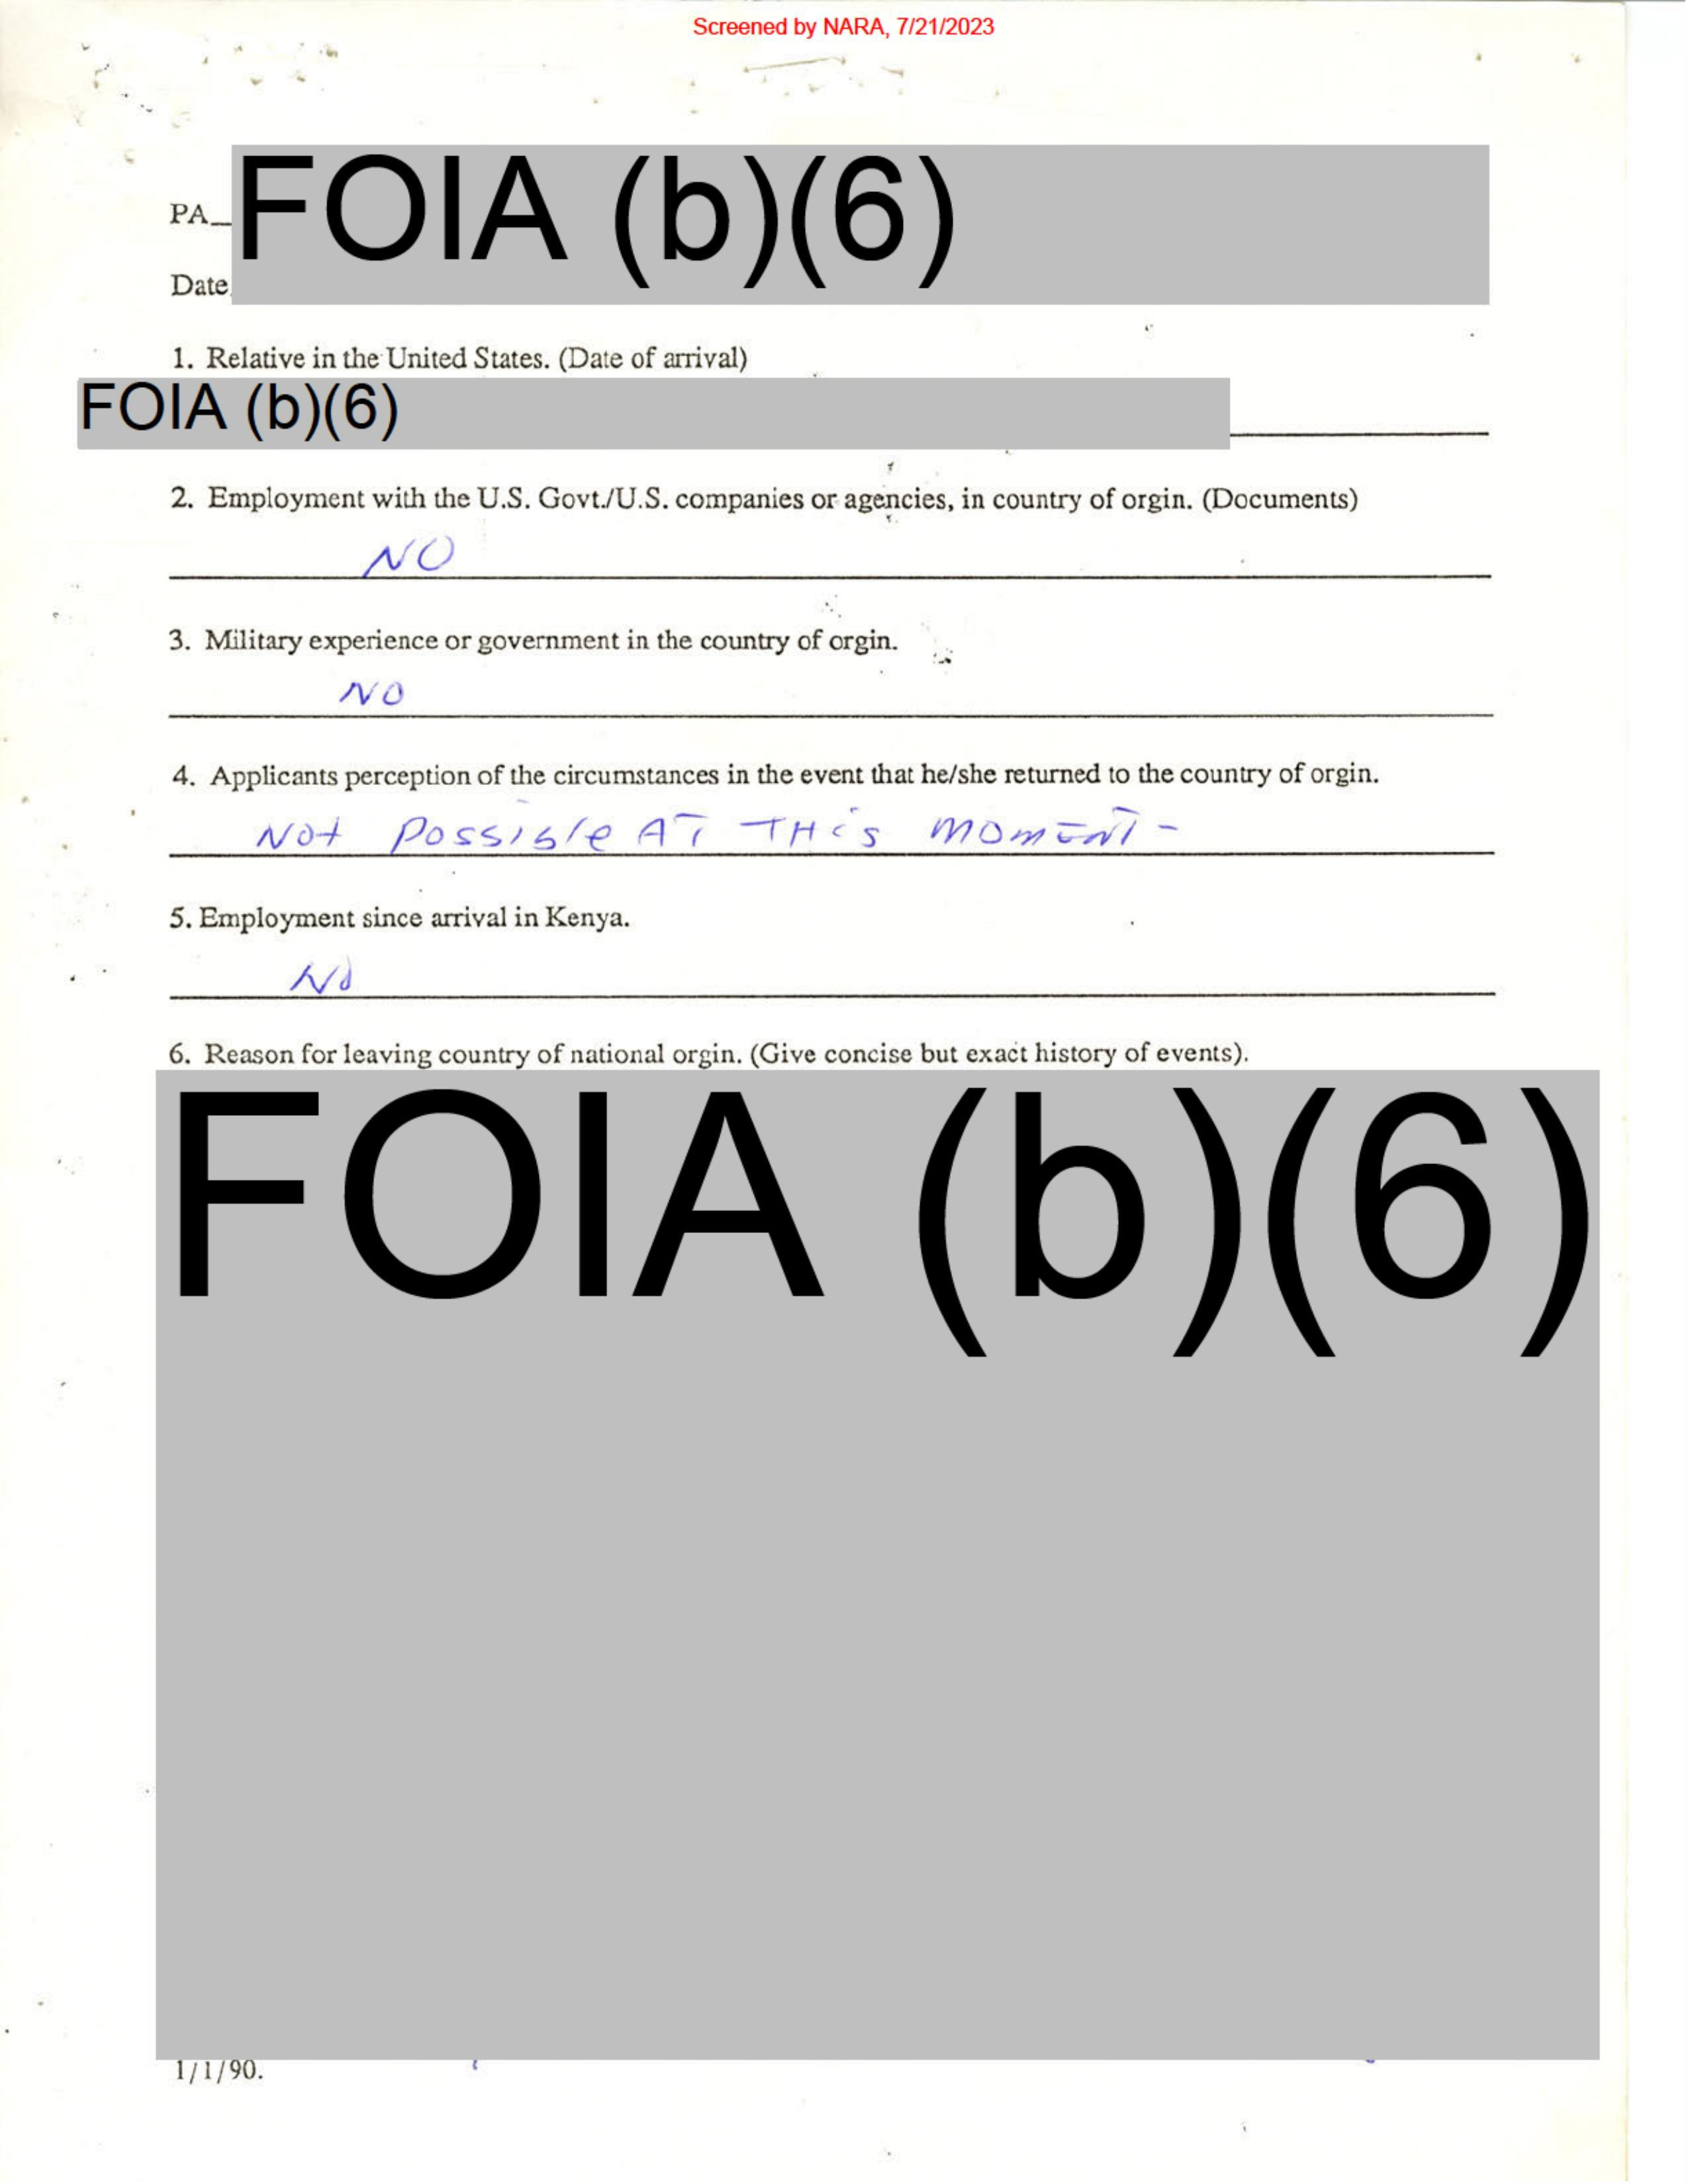 Screened by NARA, 7/21/2023
PA_ FOIA (b)(6)
Date
1. Relative in the United States. (Date of arrival)
FOIA (b)(6)
2. Employment with the U.S. Govt./U.S. companies or agencies, in country of orgin. (Documents)
NO
3. Military experience or government in the country of orgin.
NO
4. Applicants perception of the circumstances in the event that he/she returned to the country of orgin.
Not Possible AT THis MOMENT-
5. Employment since arrival in Kenya.
NO
6. Reason for leaving country of national orgin. (Give concise but exact history of events).
FOIA (b)(6)
1/1/90.